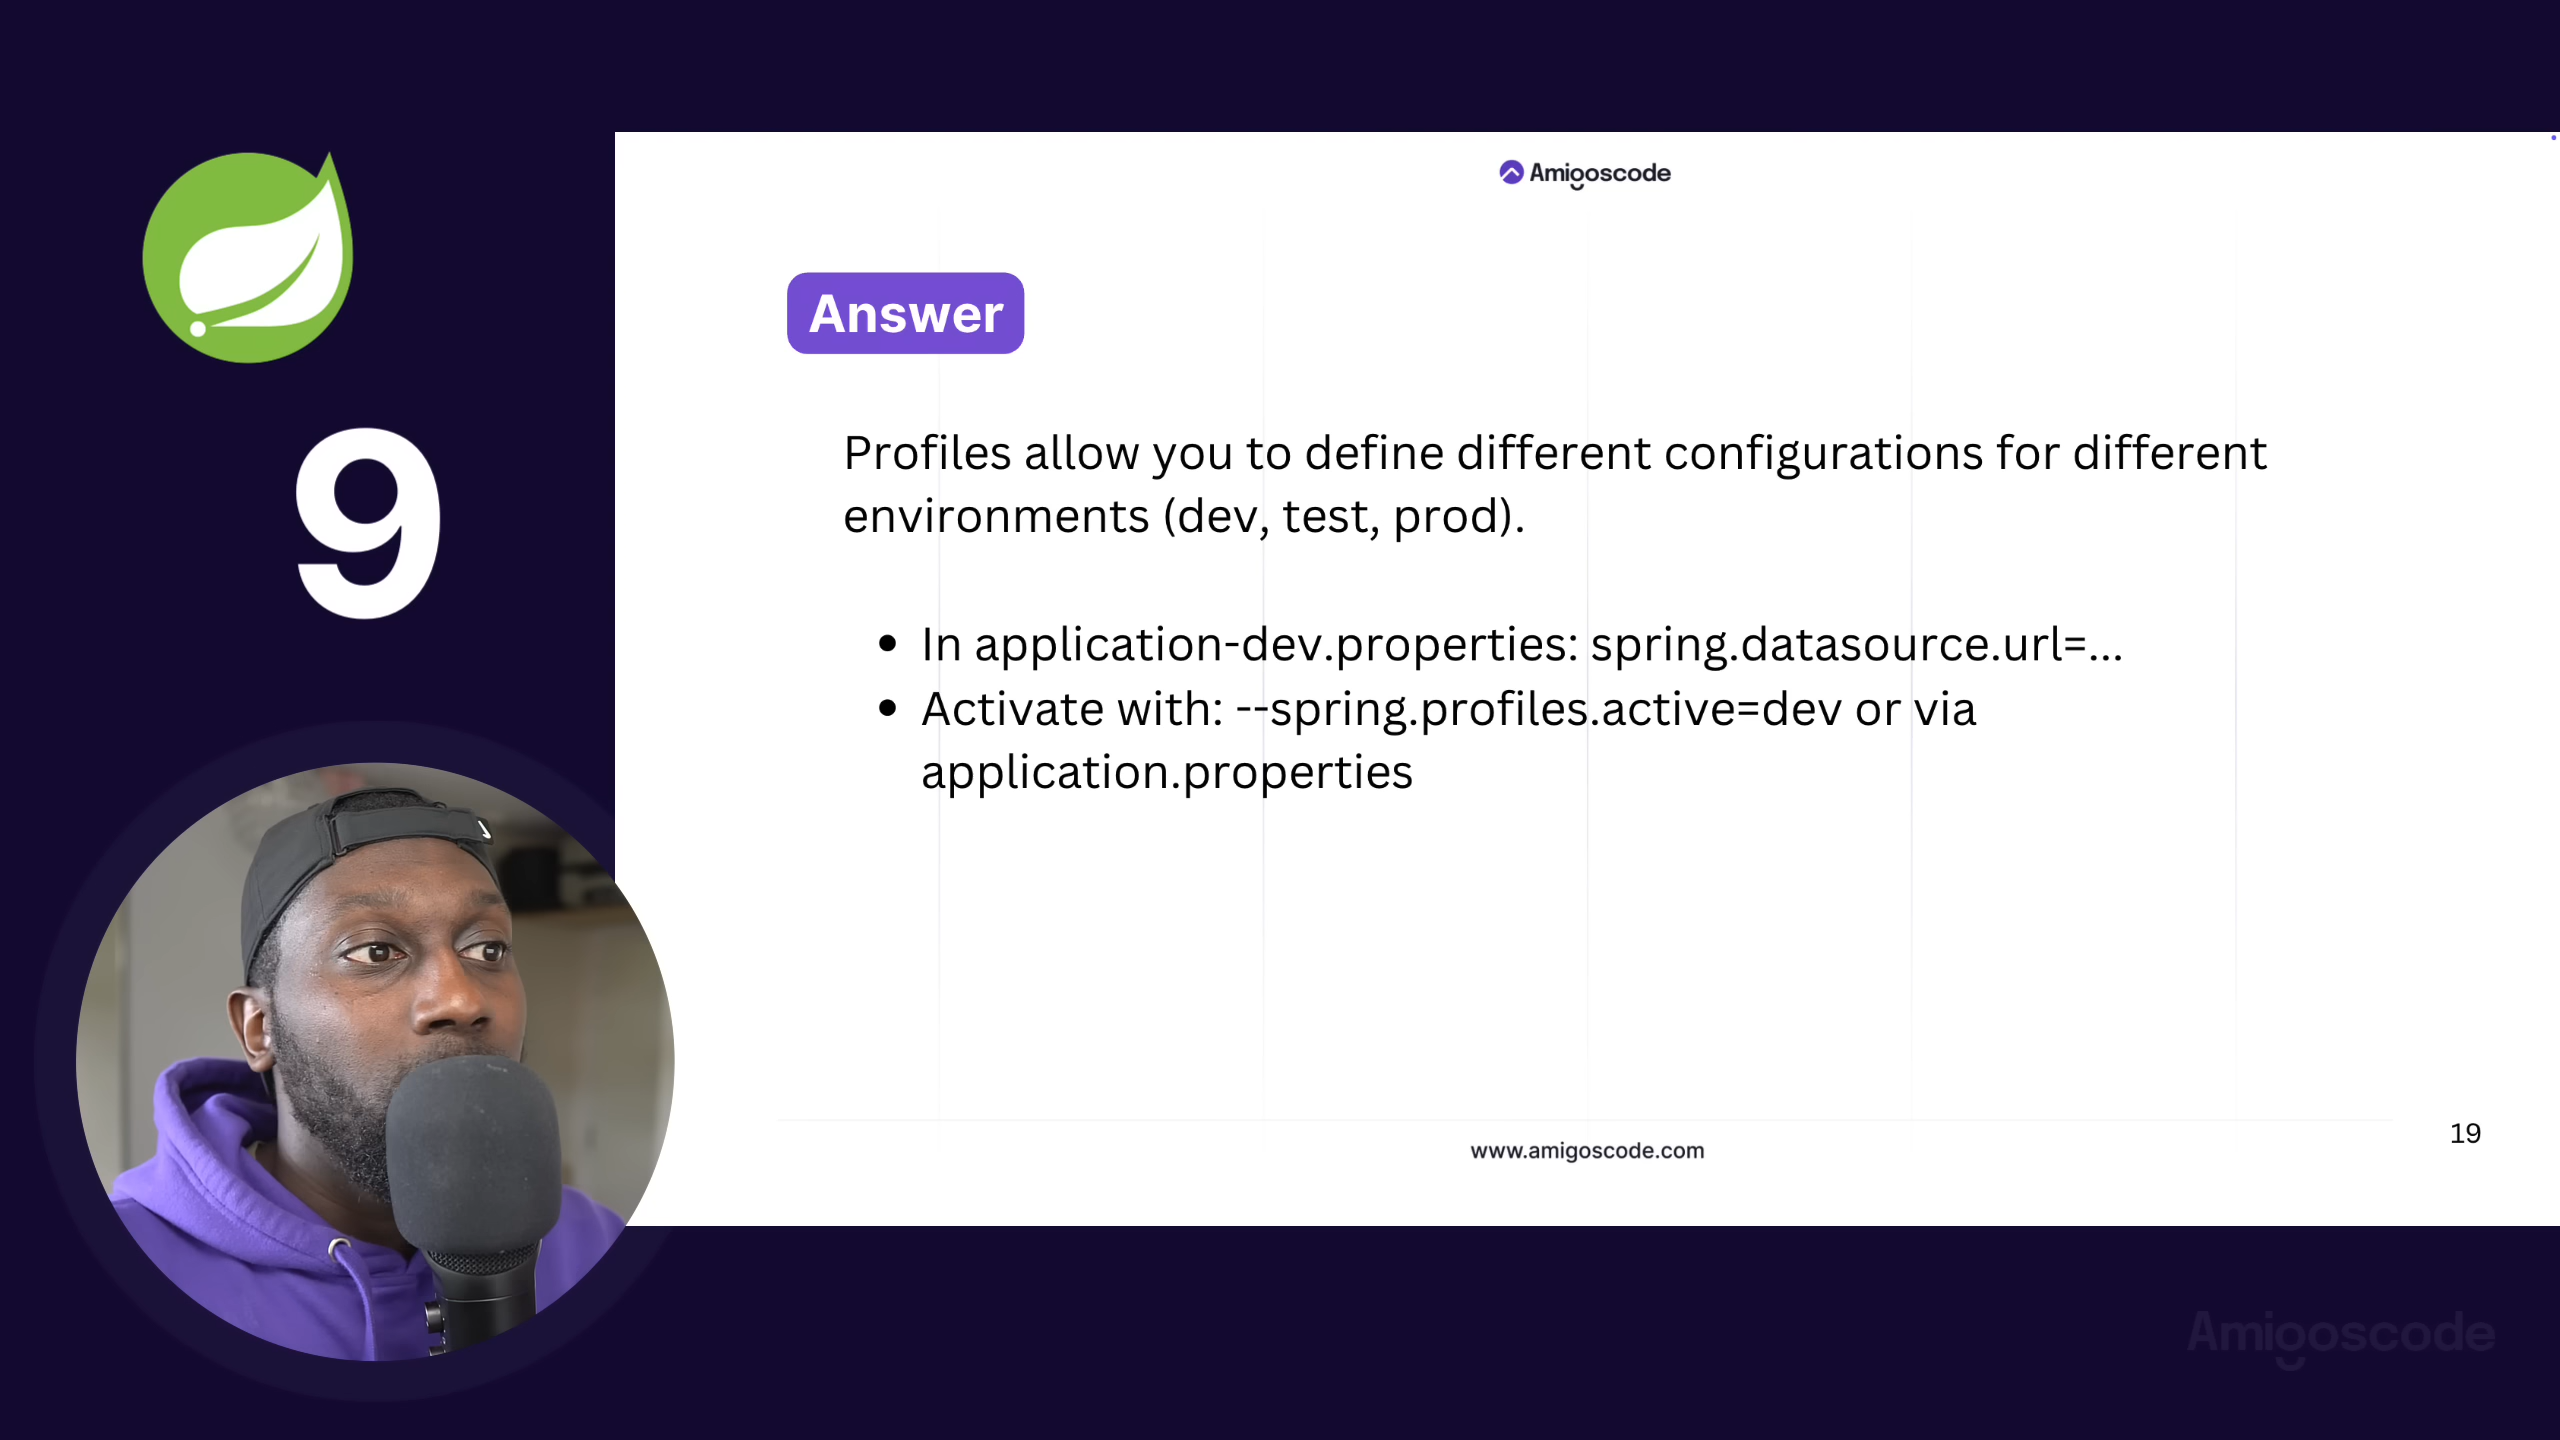 Amigoscode
Answer
9
Profiles allow you to define different configurations for different
environments (dev, test, prod).
• In application-dev.properties: spring.datasource.url=...
• Activate with: --spring.profiles.active=dev or via
application.properties
19
www.amigoscode.com
Amigoscode